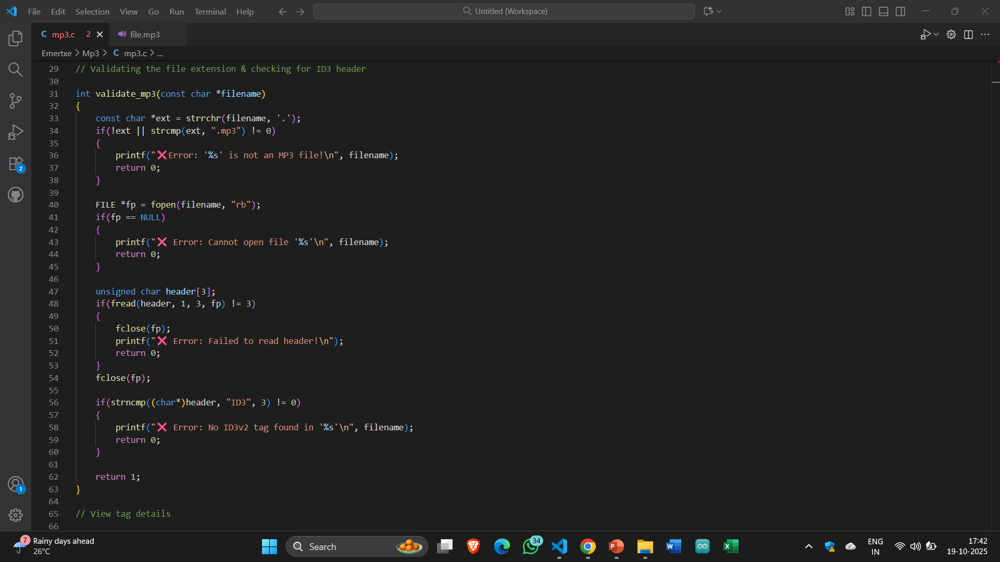 File Edit Selection View Go Run Terminal Help
Untitled (Workspace)
mp3.c 2
file.mp3
Emertxe > Mp3 > C mp3.c > ...
29 // Validating the file extension & checking for ID3 header
30
31 int validate_mp3(const char *filename)
32 {
33     const char *ext = strrchr(filename, '.');
34     if(!ext || strcmp(ext, ".mp3") != 0)
35     {
36         printf("❌Error: '%s' is not an MP3 file!\n", filename);
37         return 0;
38     }
39
40     FILE *fp = fopen(filename, "rb");
41     if(fp == NULL)
42     {
43         printf("❌ Error: Cannot open file '%s'\n", filename);
44         return 0;
45     }
46
47     unsigned char header[3];
48     if(fread(header, 1, 3, fp) != 3)
49     {
50         fclose(fp);
51         printf("❌ Error: Failed to read header!\n");
52         return 0;
53     }
54     fclose(fp);
55
56     if(strncmp((char*)header, "ID3", 3) != 0)
57     {
58         printf("❌ Error: No ID3v2 tag found in '%s'\n", filename);
59         return 0;
60     }
61
62     return 1;
63 }
64
65 // View tag details
66
2
1
7
Rainy days ahead
26°C
Search
34
ENG
IN
17:42
19-10-2025